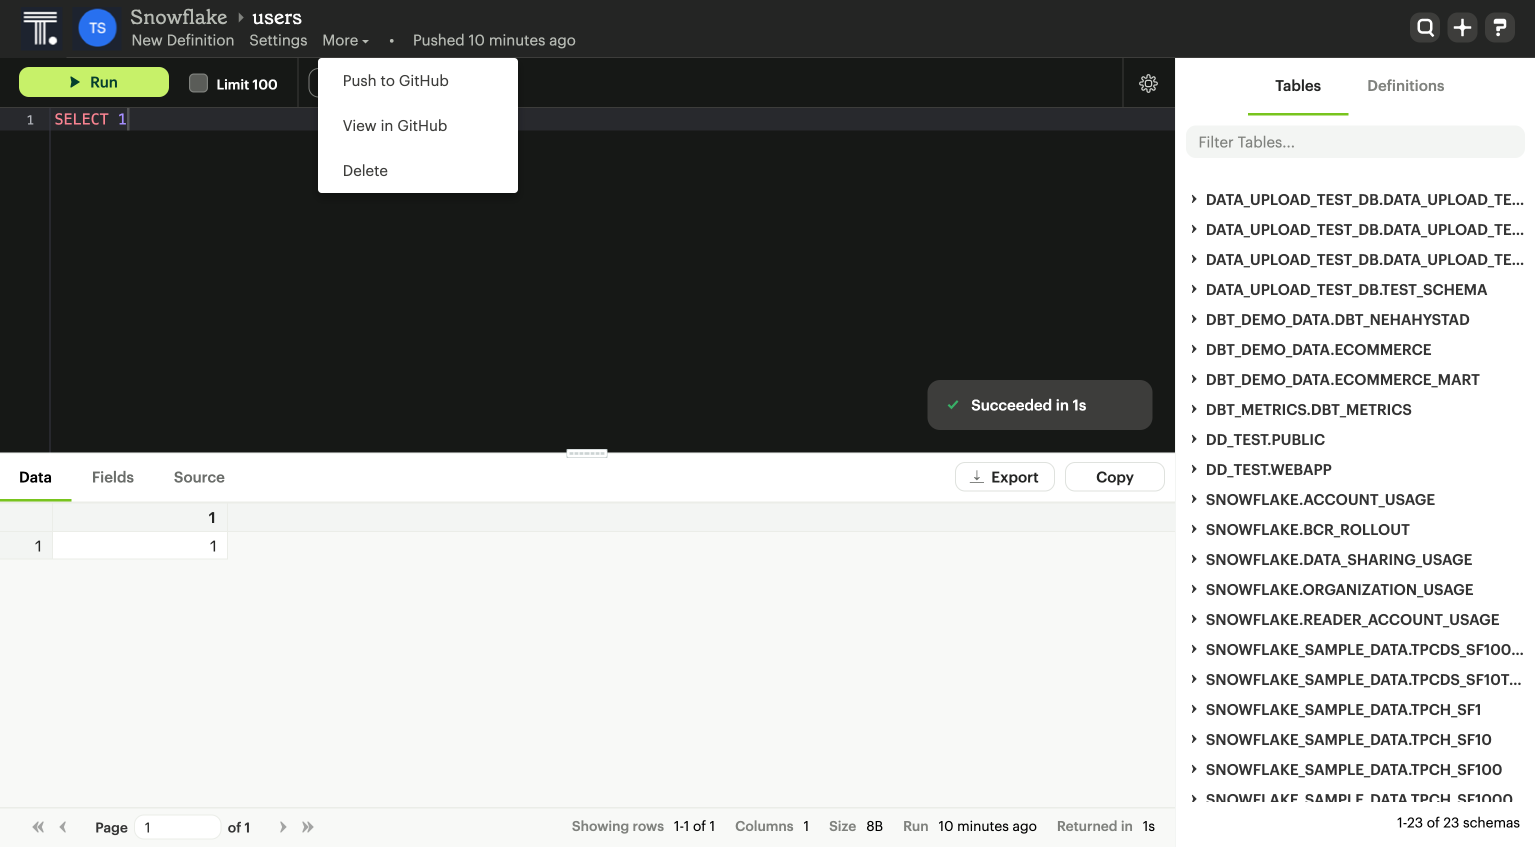 T.
TS
Snowflake users
New Definition Settings More • Pushed 10 minutes ago
Run
Limit 100
Push to GitHub
View in GitHub
Delete
1 SELECT 1
Succeeded in 1s
Data Fields Source
Export Copy
1
1 1
Page 1 of 1
Showing rows 1-1 of 1 Columns 1 Size 8B Run 10 minutes ago Returned in 1s
Tables Definitions
Filter Tables...
DATA_UPLOAD_TEST_DB.DATA_UPLOAD_TE...
DATA_UPLOAD_TEST_DB.DATA_UPLOAD_TE...
DATA_UPLOAD_TEST_DB.DATA_UPLOAD_TE...
DATA_UPLOAD_TEST_DB.TEST_SCHEMA
DBT_DEMO_DATA.DBT_NEHAHYSTAD
DBT_DEMO_DATA.ECOMMERCE
DBT_DEMO_DATA.ECOMMERCE_MART
DBT_METRICS.DBT_METRICS
DD_TEST.PUBLIC
DD_TEST.WEBAPP
SNOWFLAKE.ACCOUNT_USAGE
SNOWFLAKE.BCR_ROLLOUT
SNOWFLAKE.DATA_SHARING_USAGE
SNOWFLAKE.ORGANIZATION_USAGE
SNOWFLAKE.READER_ACCOUNT_USAGE
SNOWFLAKE_SAMPLE_DATA.TPCDS_SF100...
SNOWFLAKE_SAMPLE_DATA.TPCDS_SF10T...
SNOWFLAKE_SAMPLE_DATA.TPCH_SF1
SNOWFLAKE_SAMPLE_DATA.TPCH_SF10
SNOWFLAKE_SAMPLE_DATA.TPCH_SF100
SNOWFLAKE_SAMPLE_DATA.TPCH_SF1000
1-23 of 23 schemas